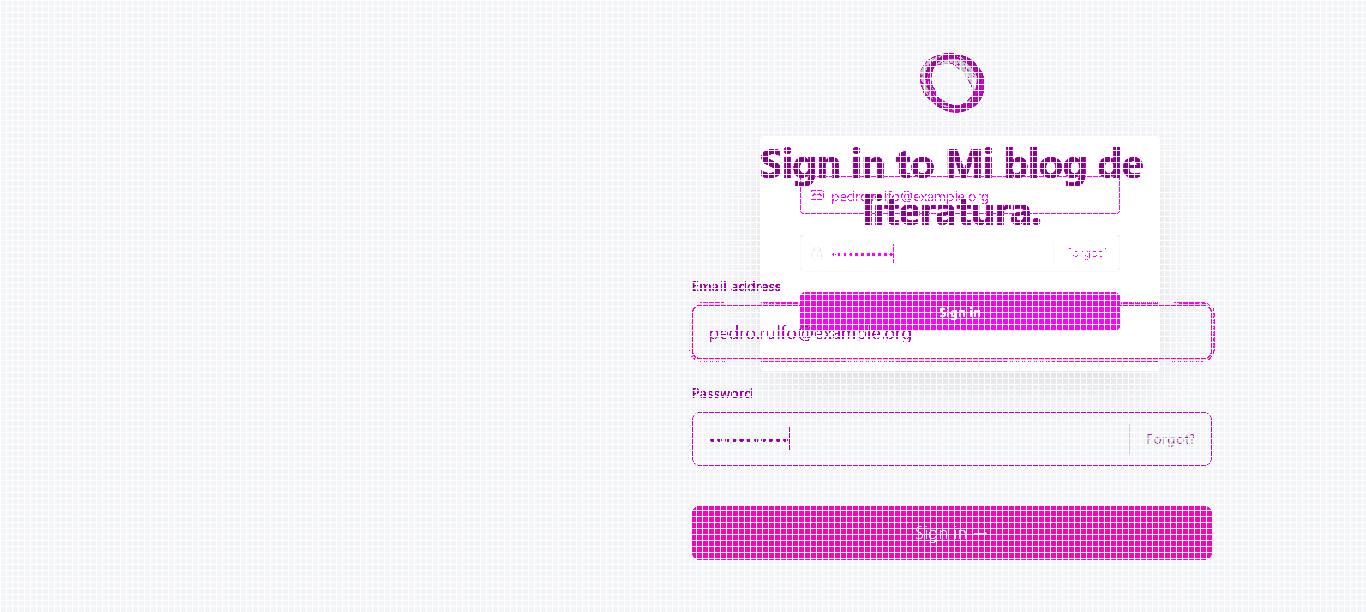 Sign in to Mi blog de
literatura.
pedro.rulfo@example.org
Forgot?
Sign in
Email address
pedro.rulfo@example.org
Password
Forgot?
Sign in →